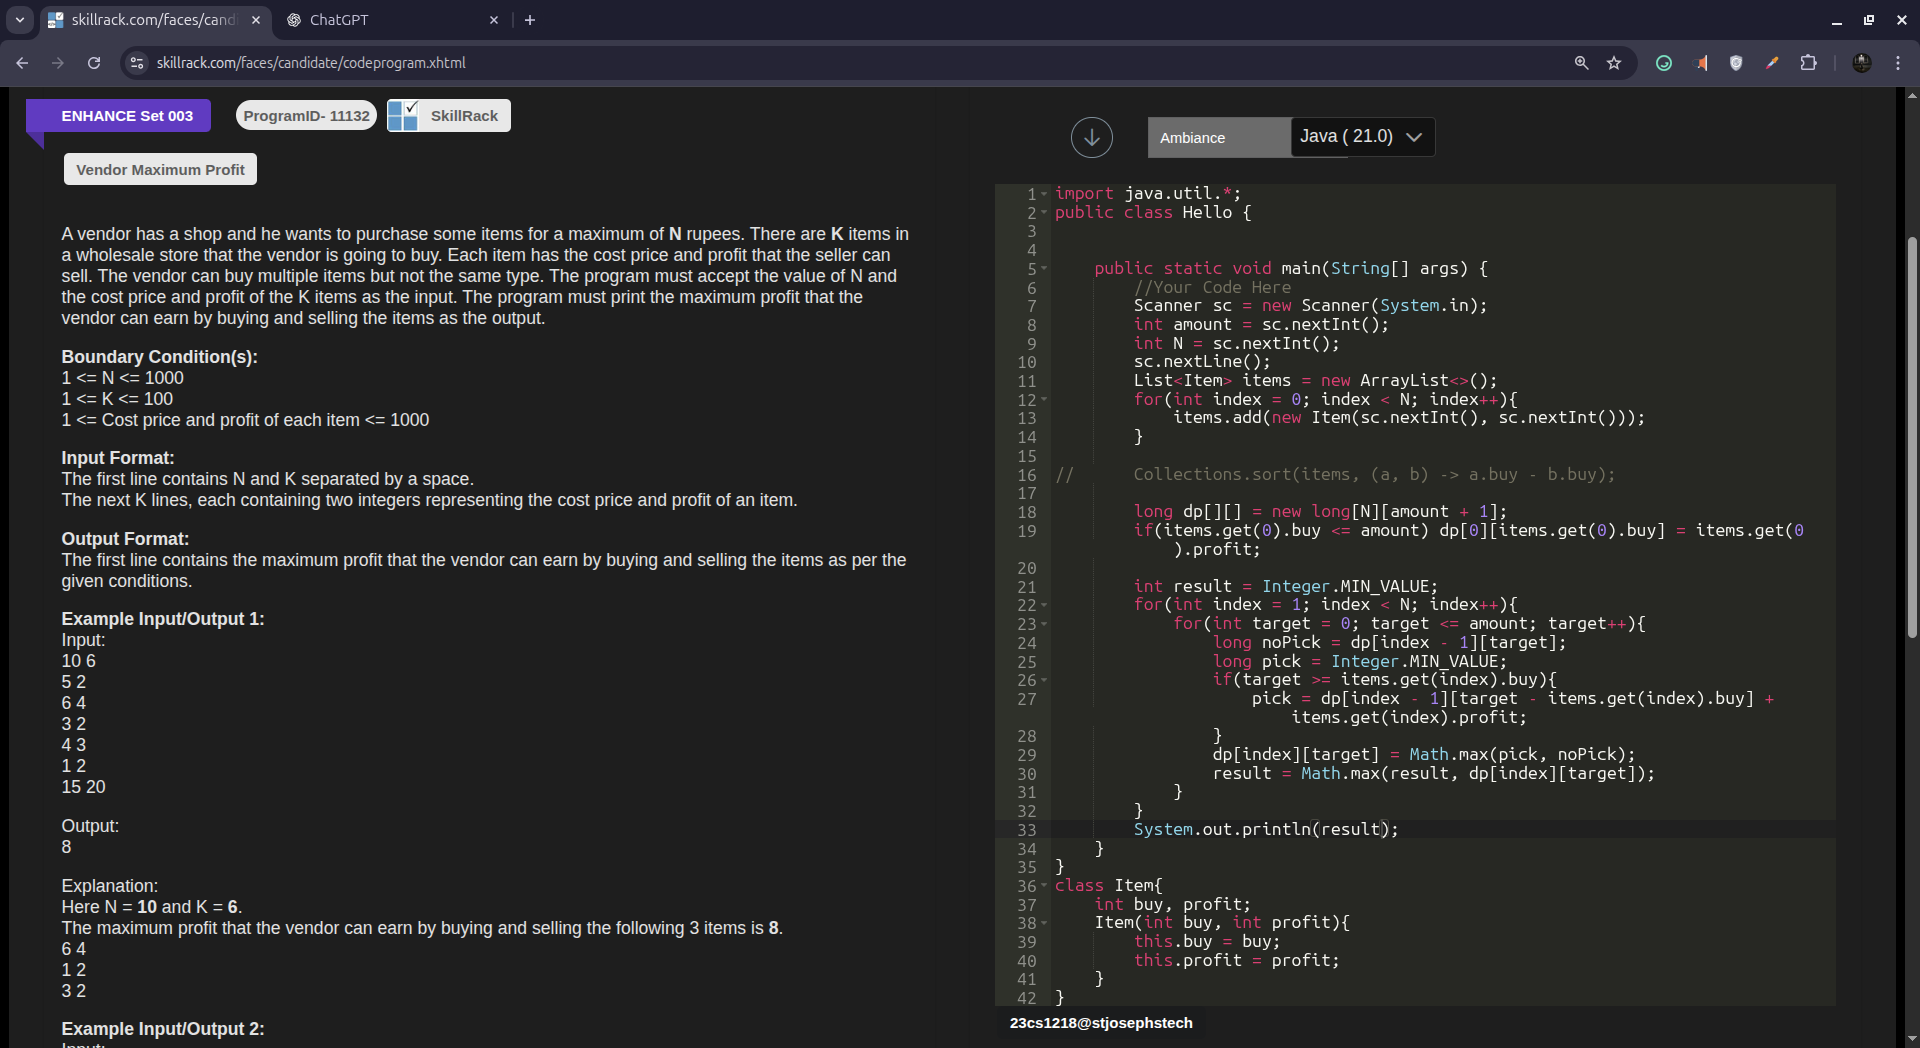 skillrack.com/faces/cand
ChatGPT
skillrack.com/faces/candidate/codeprogram.xhtml
ENHANCE Set 003
ProgramID- 11132
SkillRack
Vendor Maximum Profit
A vendor has a shop and he wants to purchase some items for a maximum of N rupees. There are K items in
a wholesale store that the vendor is going to buy. Each item has the cost price and profit that the seller can
sell. The vendor can buy multiple items but not the same type. The program must accept the value of N and
the cost price and profit of the K items as the input. The program must print the maximum profit that the
vendor can earn by buying and selling the items as the output.
Boundary Condition(s):
1 <= N <= 1000
1 <= K <= 100
1 <= Cost price and profit of each item <= 1000
Input Format:
The first line contains N and K separated by a space.
The next K lines, each containing two integers representing the cost price and profit of an item.
Output Format:
The first line contains the maximum profit that the vendor can earn by buying and selling the items as per the
given conditions.
Example Input/Output 1:
Input:
10 6
5 2
6 4
3 2
4 3
1 2
15 20
Output:
8
Explanation:
Here N = 10 and K = 6.
The maximum profit that the vendor can earn by buying and selling the following 3 items is 8.
6 4
1 2
3 2
Example Input/Output 2:
Ambiance
Java ( 21.0)
1 import java.util.*;
2 public class Hello {
3
4
5     public static void main(String[] args) {
6         //Your Code Here
7         Scanner sc = new Scanner(System.in);
8         int amount = sc.nextInt();
9         int N = sc.nextInt();
10         sc.nextLine();
11         List<Item> items = new ArrayList<>();
12         for(int index = 0; index < N; index++){
13             items.add(new Item(sc.nextInt(), sc.nextInt()));
14         }
15
16 //      Collections.sort(items, (a, b) -> a.buy - b.buy);
17
18         long dp[][] = new long[N][amount + 1];
19         if(items.get(0).buy <= amount) dp[0][items.get(0).buy] = items.get(0
).profit;
20
21         int result = Integer.MIN_VALUE;
22         for(int index = 1; index < N; index++){
23             for(int target = 0; target <= amount; target++){
24                 long noPick = dp[index - 1][target];
25                 long pick = Integer.MIN_VALUE;
26                 if(target >= items.get(index).buy){
27                     pick = dp[index - 1][target - items.get(index).buy] +
items.get(index).profit;
28                 }
29                 dp[index][target] = Math.max(pick, noPick);
30                 result = Math.max(result, dp[index][target]);
31             }
32         }
33         System.out.println(result);
34     }
35 }
36 class Item{
37     int buy, profit;
38     Item(int buy, int profit){
39         this.buy = buy;
40         this.profit = profit;
41     }
42 }
23cs1218@stjosephstech